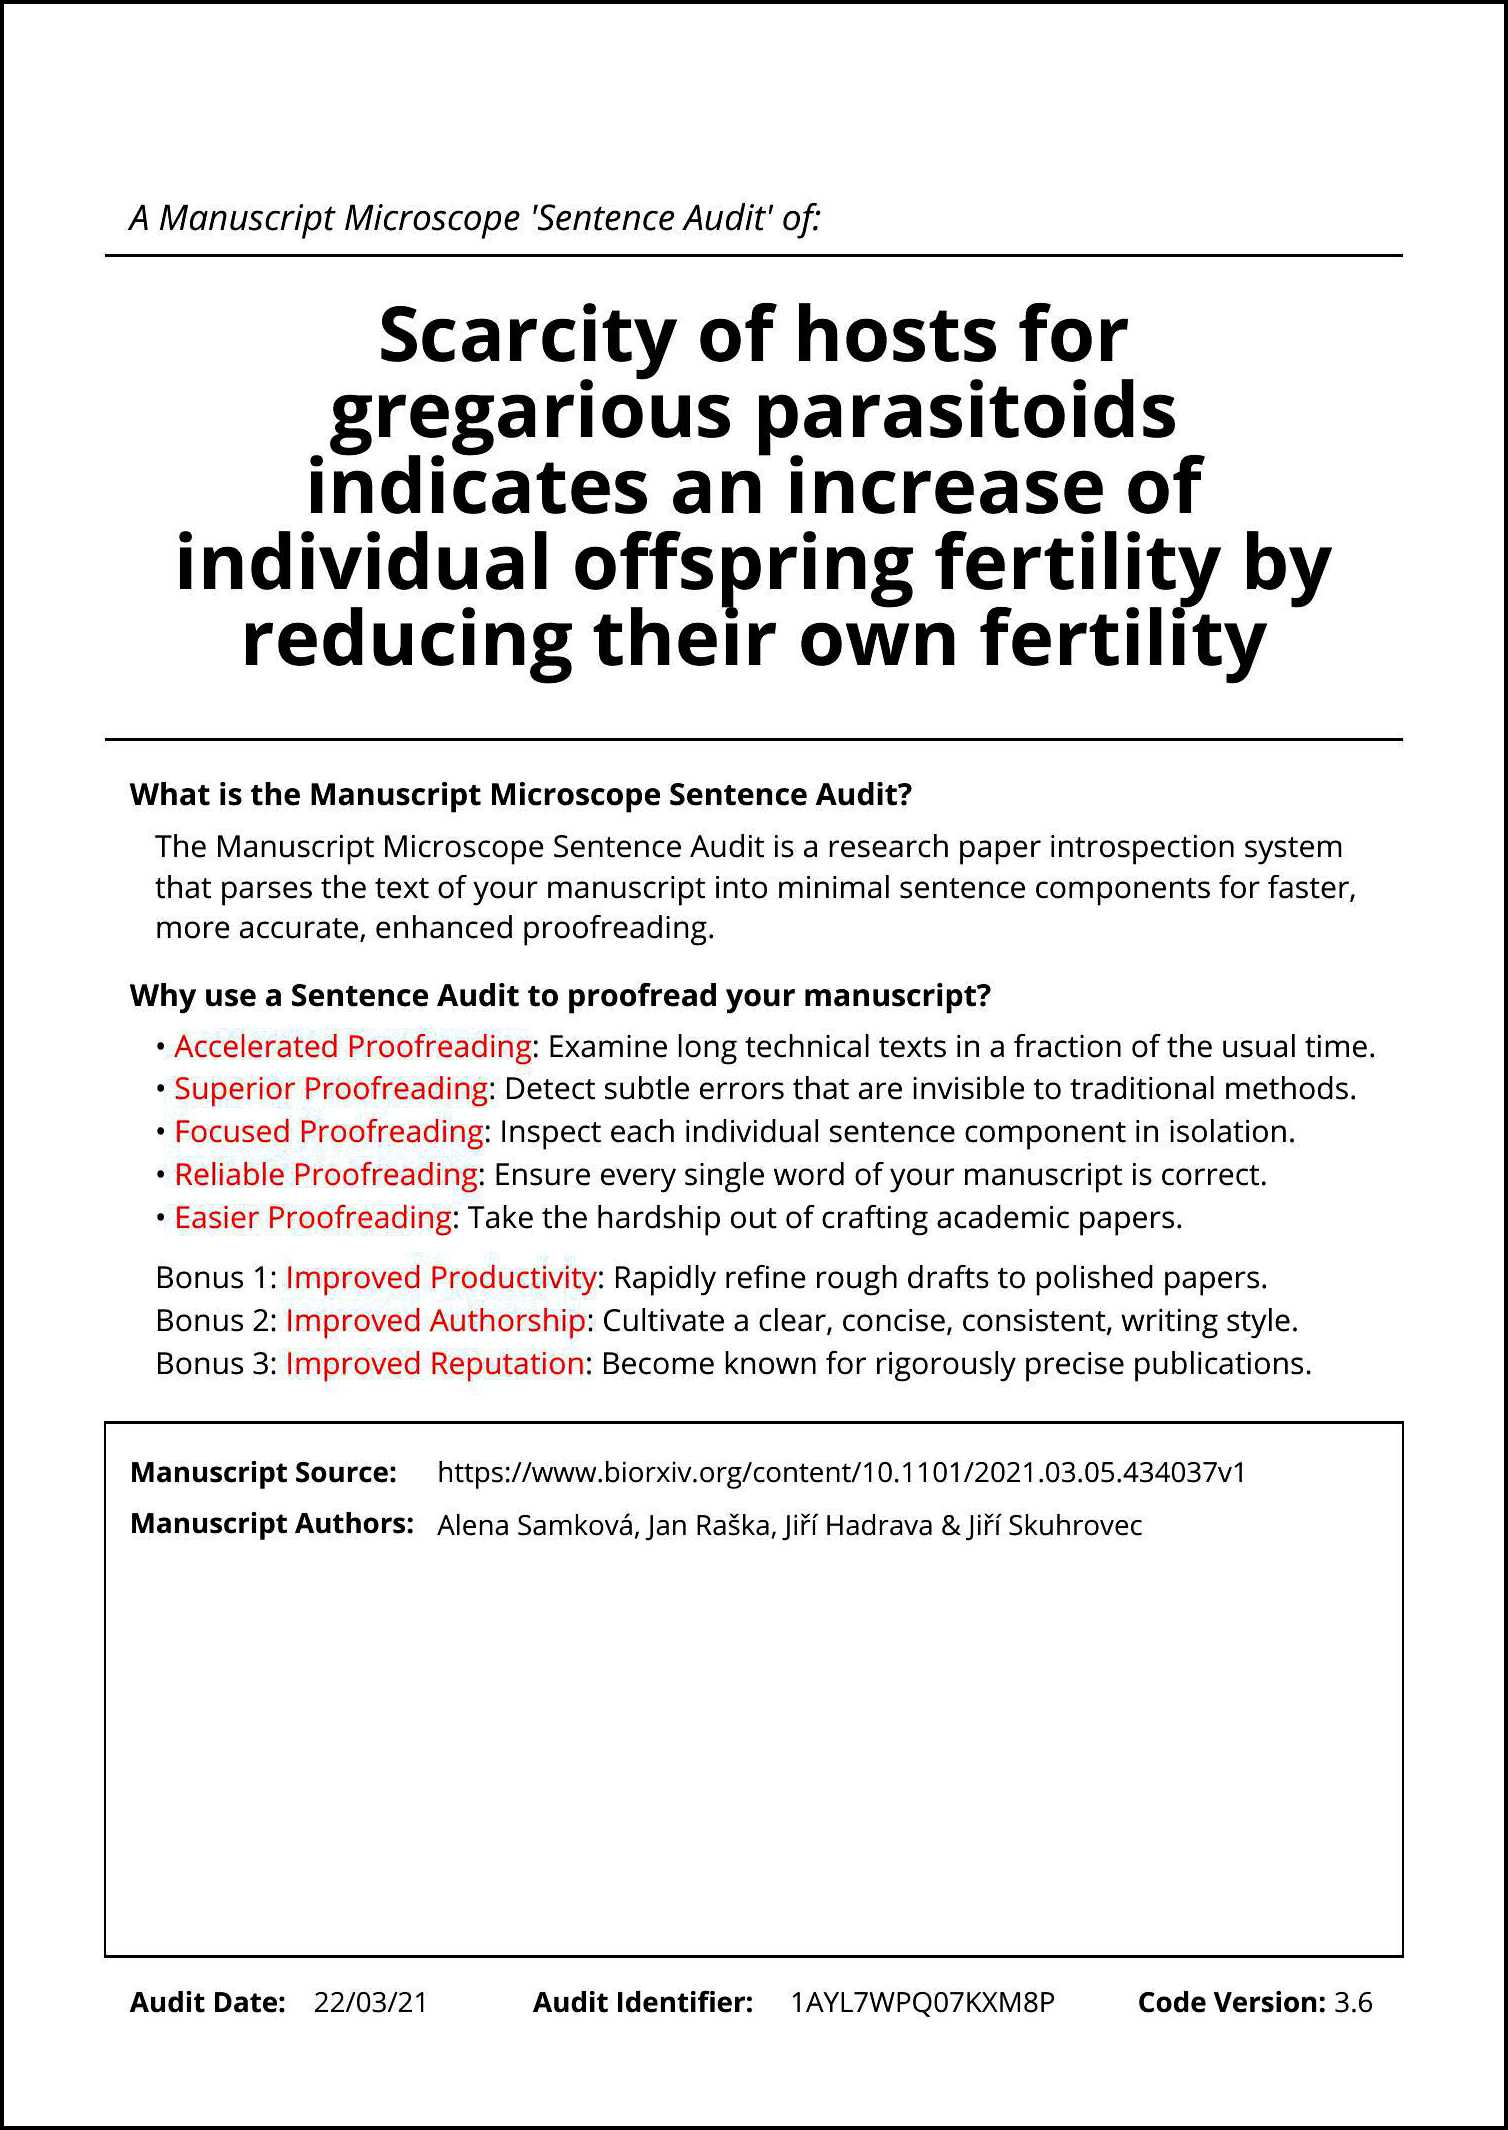 A Manuscript Microscope 'Sentence Audit' of:
Scarcity of hosts for
gregarious parasitoids
indicates an increase of
individual offspring fertility by
reducing their own fertility
What is the Manuscript Microscope Sentence Audit?
The Manuscript Microscope Sentence Audit is a research paper introspection system
that parses the text of your manuscript into minimal sentence components for faster,
more accurate, enhanced proofreading.
Why use a Sentence Audit to proofread your manuscript?
• Accelerated Proofreading: Examine long technical texts in a fraction of the usual time.
• Superior Proofreading: Detect subtle errors that are invisible to traditional methods.
• Focused Proofreading: Inspect each individual sentence component in isolation.
• Reliable Proofreading: Ensure every single word of your manuscript is correct.
• Easier Proofreading: Take the hardship out of crafting academic papers.
Bonus 1: Improved Productivity: Rapidly refine rough drafts to polished papers.
Bonus 2: Improved Authorship: Cultivate a clear, concise, consistent, writing style.
Bonus 3: Improved Reputation: Become known for rigorously precise publications.
Manuscript Source: https://www.biorxiv.org/content/10.1101/2021.03.05.434037v1
Manuscript Authors: Alena Samková, Jan Raška, Jiří Hadrava & Jiří Skuhrovec
Audit Date: 22/03/21 Audit Identifier: 1AYL7WPQ07KXM8P Code Version: 3.6